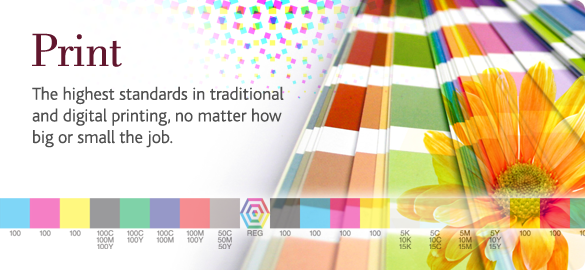 Print
The highest standards in traditional
and digital printing, no matter how
big or small the job.
100 100 100 100C 100C 100C 100M 50C REG 100 100 100 100 5K 5C 5M 5Y 100 100
100M 100Y 100M 100Y 50M 10K 10C 10M 10Y
100Y 50Y 15K 15C 15M 15Y